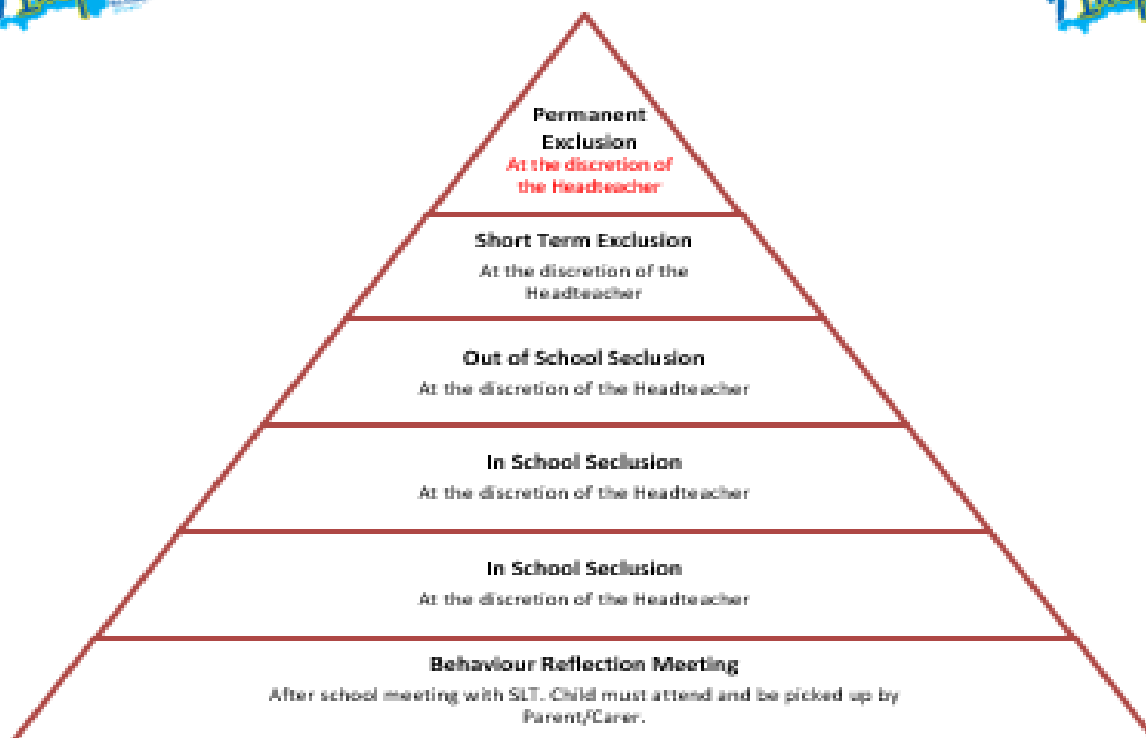 Permanent
Exclusion
At the discretion of
the Headteacher
Short Term Exclusion
At the discretion of the
Headteacher
Out of School Seclusion
At the discretion of the Headteacher
In School Seclusion
At the discretion of the Headteacher
In School Seclusion
At the discretion of the Headteacher
Behaviour Reflection Meeting
After school meeting with SLT. Child must attend and be picked up by
Parent/Carer.